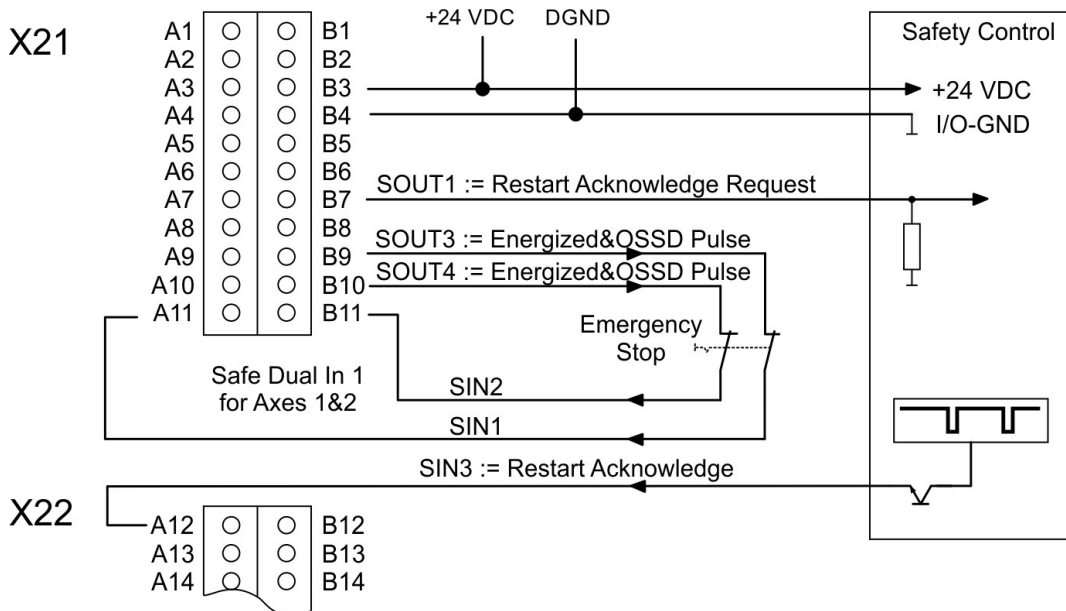 +24 VDC DGND
X21
A1 B1
A2 B2
A3 B3
A4 B4
A5 B5
A6 B6
A7 B7
A8 B8
A9 B9
A10 B10
A11 B11
Safety Control
+24 VDC
I/O-GND
SOUT1 := Restart Acknowledge Request
SOUT3 := Energized&OSSD Pulse
SOUT4 := Energized&OSSD Pulse
Emergency
Stop
Safe Dual In 1
for Axes 1&2
SIN2
SIN1
SIN3 := Restart Acknowledge
X22
A12 B12
A13 B13
A14 B14